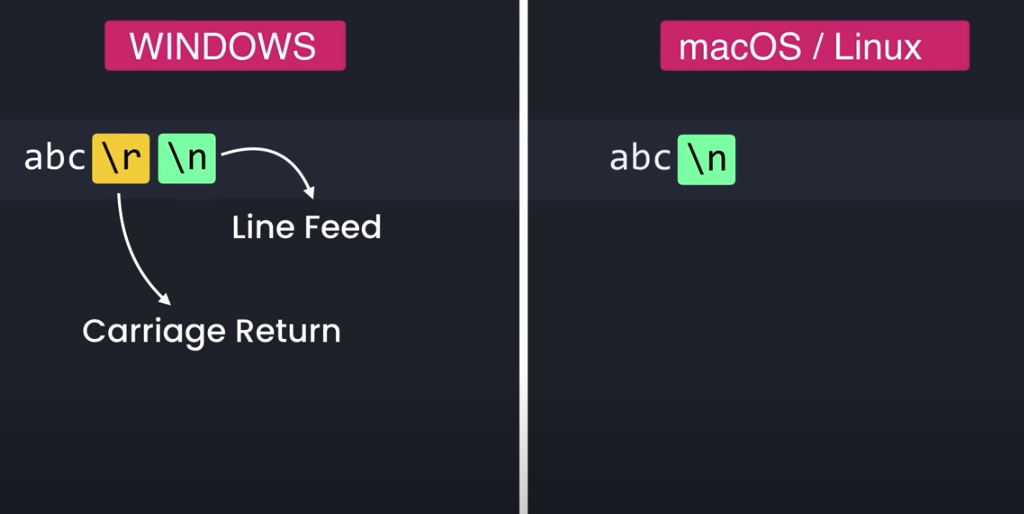 WINDOWS
abc \r \n
Line Feed
Carriage Return
macOS / Linux
abc \n